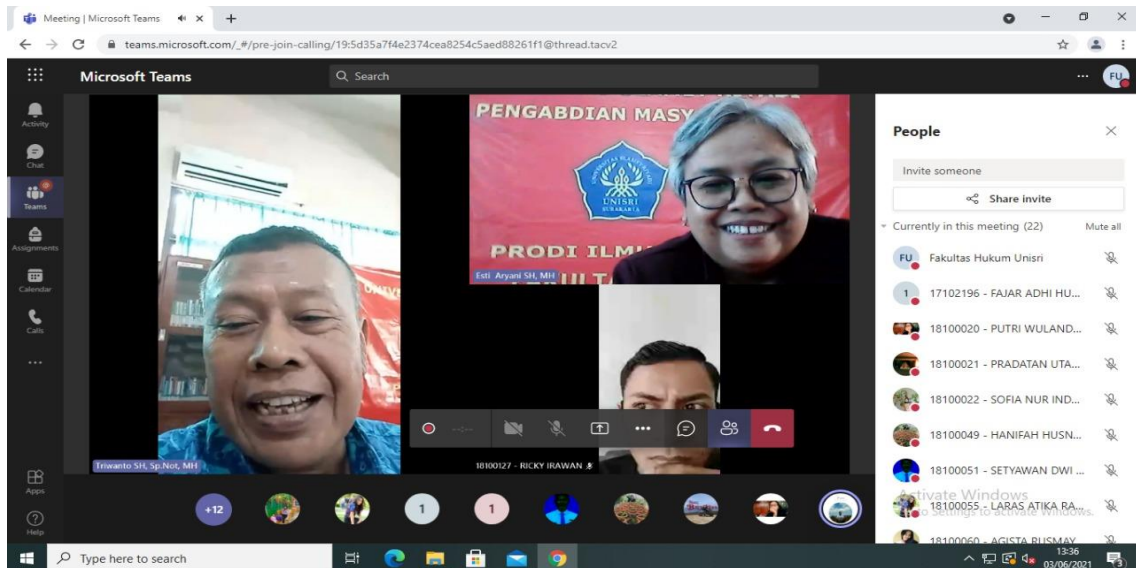 Meeting | Microsoft Teams
teams.microsoft.com/_#/pre-join-calling/19:5d35a7f4e2374cea8254c5aed88261f1@thread.tacv2
Microsoft Teams
Search
FU
Activity
Chat
Teams
Assignments
Calendar
Calls
Apps
Help
PENGABDIAN MASY
UNISRI
SURAKARTA
PRODI ILM
Esti Aryani SH, MH
Triwanto SH, Sp.Not, MH
18100127 - RICKY IRAWAN
--:--
+12
1
1
People
Invite someone
Share invite
Currently in this meeting (22)
Mute all
FU Fakultas Hukum Unisri
1 17102196 - FAJAR ADHI HU...
18100020 - PUTRI WULAND...
18100021 - PRADATAN UTA...
18100022 - SOFIA NUR IND...
18100049 - HANIFAH HUSN...
18100051 - SETYAWAN DWI ...
18100055 - LARAS ATIKA RA...
18100060 - AGISTA RUSMAY
Activate Windows
Go to Settings to activate Windows.
Type here to search
13:36
03/06/2021
3